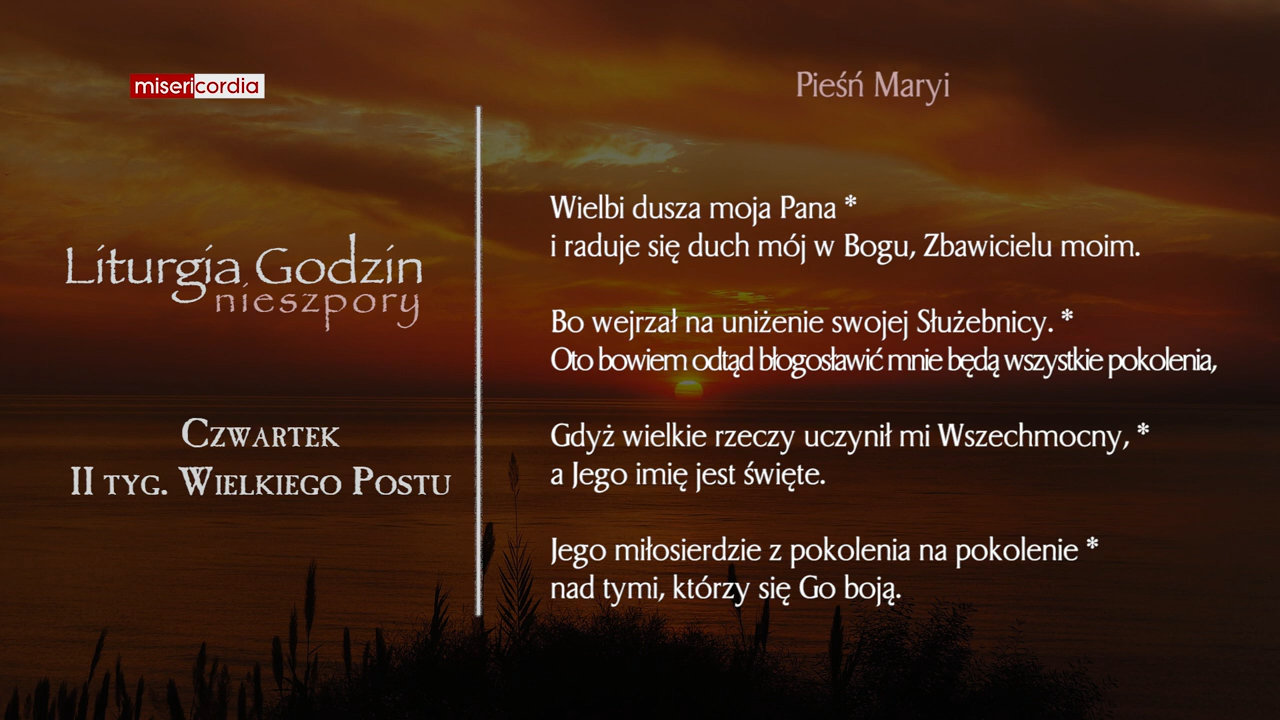 misericordia
Liturgia Godzin
nieszpory
Czwartek
II tyg. Wielkiego Postu
Pieśń Maryi
Wielbi dusza moja Pana *
i raduje się duch mój w Bogu, Zbawicielu moim.
Bo wejrzał na uniżenie swojej Służebnicy. *
Oto bowiem odtąd błogosławić mnie będą wszystkie pokolenia,
Gdyż wielkie rzeczy uczynił mi Wszechmocny, *
a Jego imię jest święte.
Jego miłosierdzie z pokolenia na pokolenie *
nad tymi, którzy się Go boją.